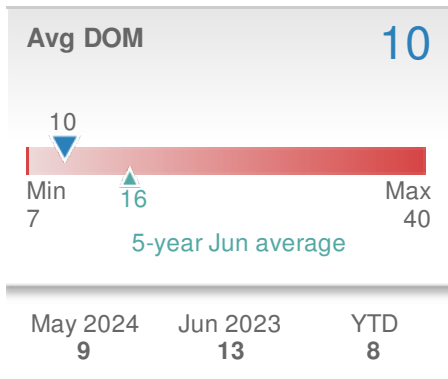 Avg DOM 10
10
Min Max
7 16 40
5-year Jun average
May 2024 Jun 2023 YTD
9 13 8